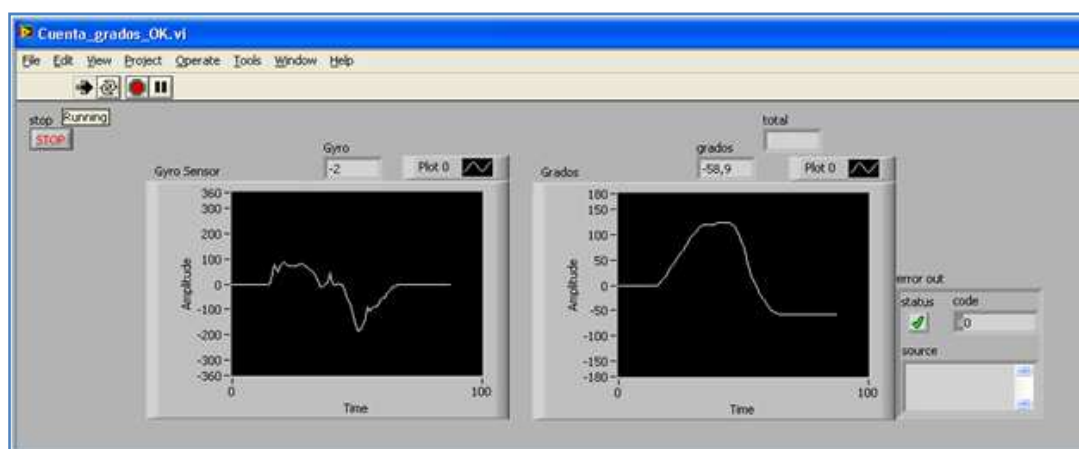 Cuenta_grados_OK.vi
File Edit View Project Operate Tools Window Help
stop Running
STOP
total
Gyro
grados
Gyro Sensor -2 Plot 0
Grados -58,9 Plot 0
360
300
200
100
0
-100
-200
-300
-360
Amplitude
0 100
Time
180
150
100
50
0
-50
-100
-150
-180
Amplitude
0 100
Time
error out
status code
0
source